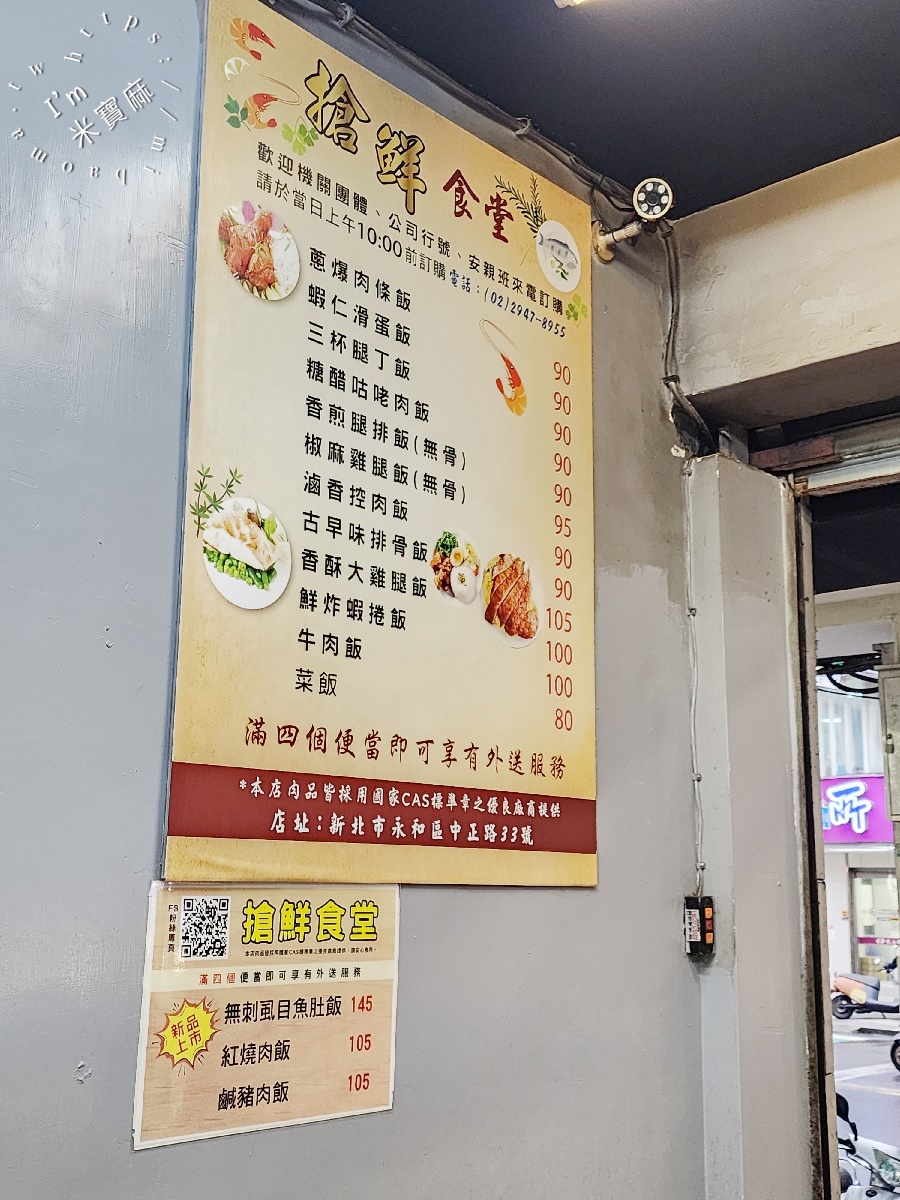 I'm
米寶麻
搶鮮食堂
歡迎機關團體、公司行號、安親班來電訂購
請於當日上午10:00前訂購 電話:(02)2947-8955
蔥爆肉條飯 90
蝦仁滑蛋飯 90
三杯腿丁飯 90
糖醋咕咾肉飯 90
香煎腿排飯(無骨) 90
椒麻雞腿飯(無骨) 95
滷香控肉飯 90
古早味排骨飯 90
香酥大雞腿飯 105
鮮炸蝦捲飯 100
牛肉飯 100
菜飯 80
滿四個便當即可享有外送服務
*本店肉品皆採用國家CAS標準章之優良廠商提供
店址:新北市永和區中正路33號
粉絲專頁
搶鮮食堂
滿四個便當即可享有外送服務
新品上市
無刺虱目魚肚飯 145
紅燒肉飯 105
鹹豬肉飯 105
所